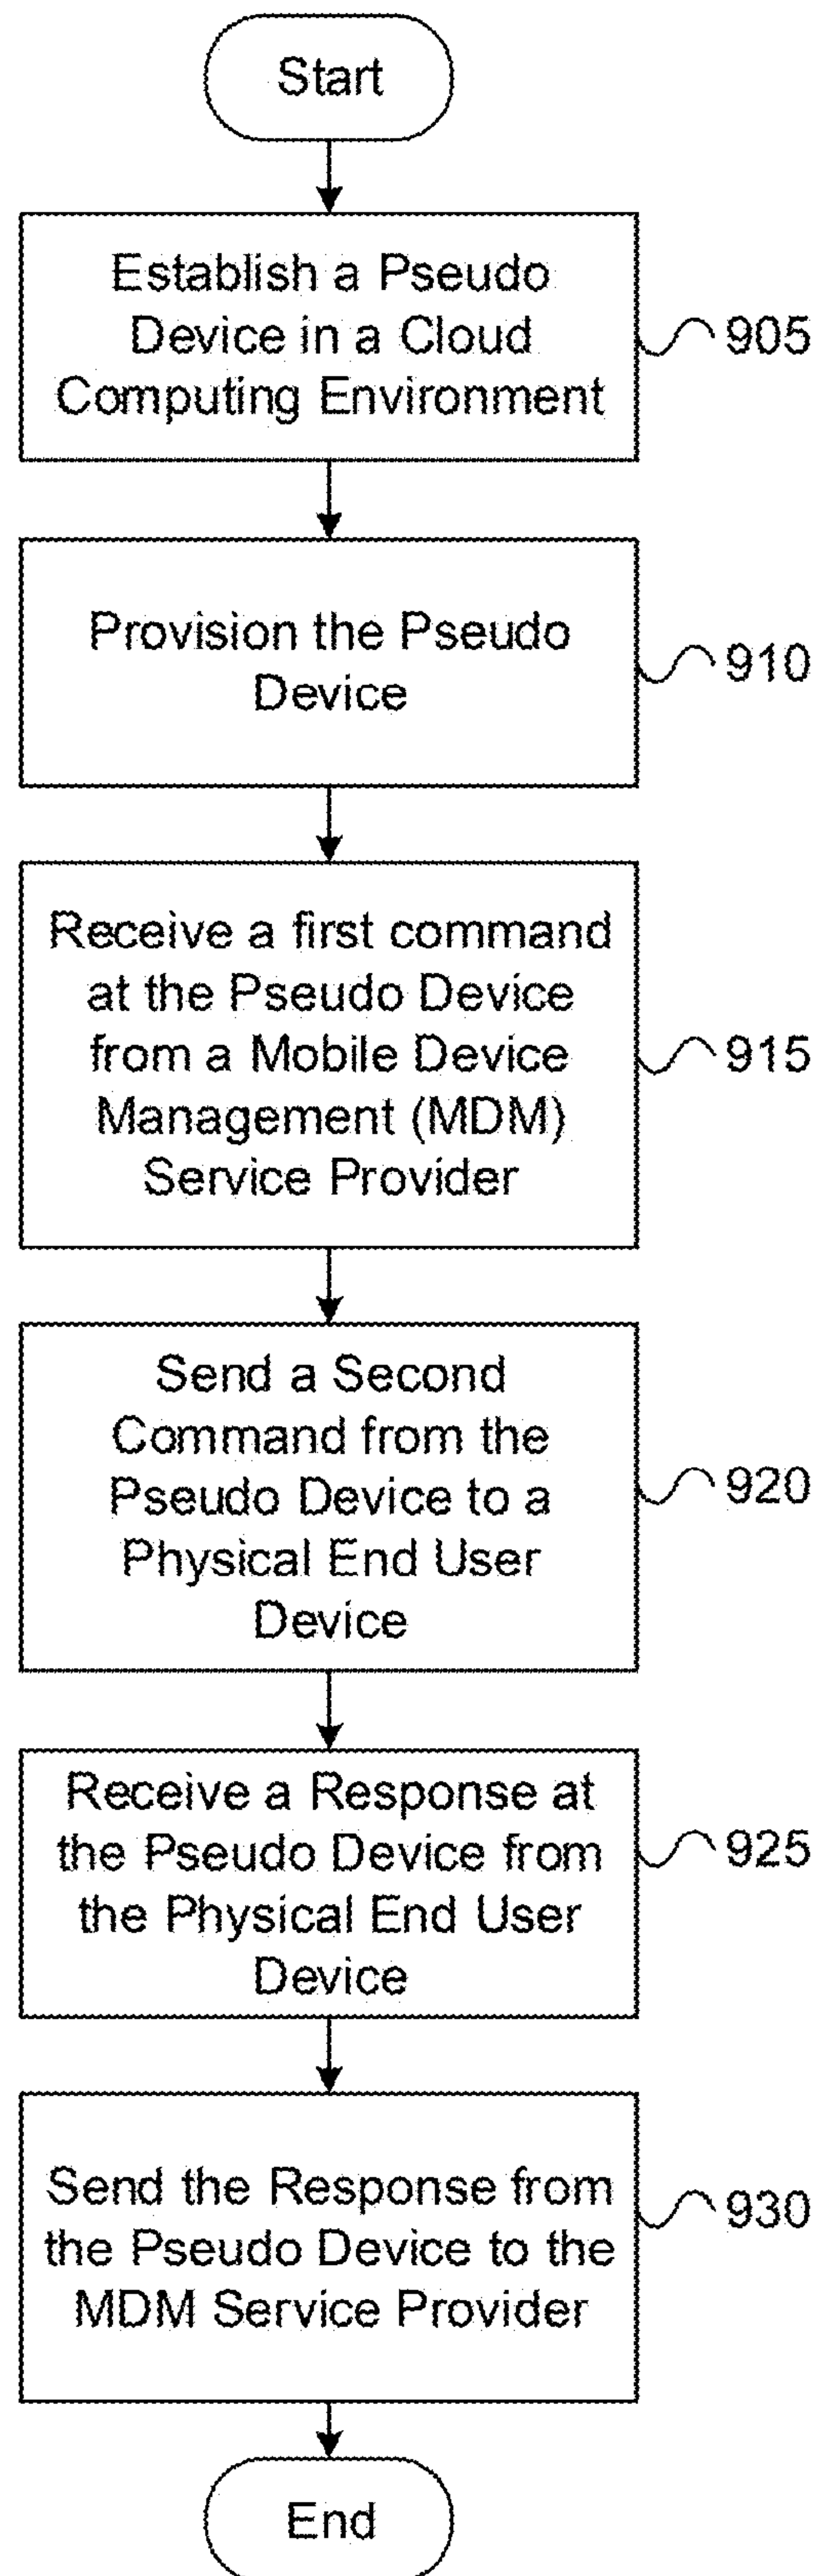 Start
Establish a Pseudo
Device in a Cloud
Computing Environment
905
Provision the Pseudo
Device
910
Receive a first command
at the Pseudo Device
from a Mobile Device
Management (MDM)
Service Provider
915
Send a Second
Command from the
Pseudo Device to a
Physical End User
Device
920
Receive a Response at
the Pseudo Device from
the Physical End User
Device
925
Send the Response from
the Pseudo Device to the
MDM Service Provider
930
End